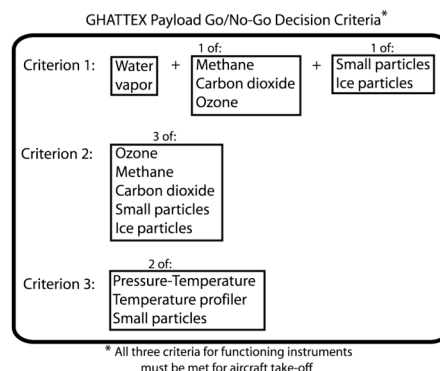 GHATTEX Payload Go/No-Go Decision Criteria*
1 of: 1 of:
Criterion 1: Water + Methane + Small particles
vapor Carbon dioxide Ice particles
Ozone
3 of:
Criterion 2: Ozone
Methane
Carbon dioxide
Small particles
Ice particles
2 of:
Criterion 3: Pressure-Temperature
Temperature profiler
Small particles
* All three criteria for functioning instruments
must be met for aircraft take-off